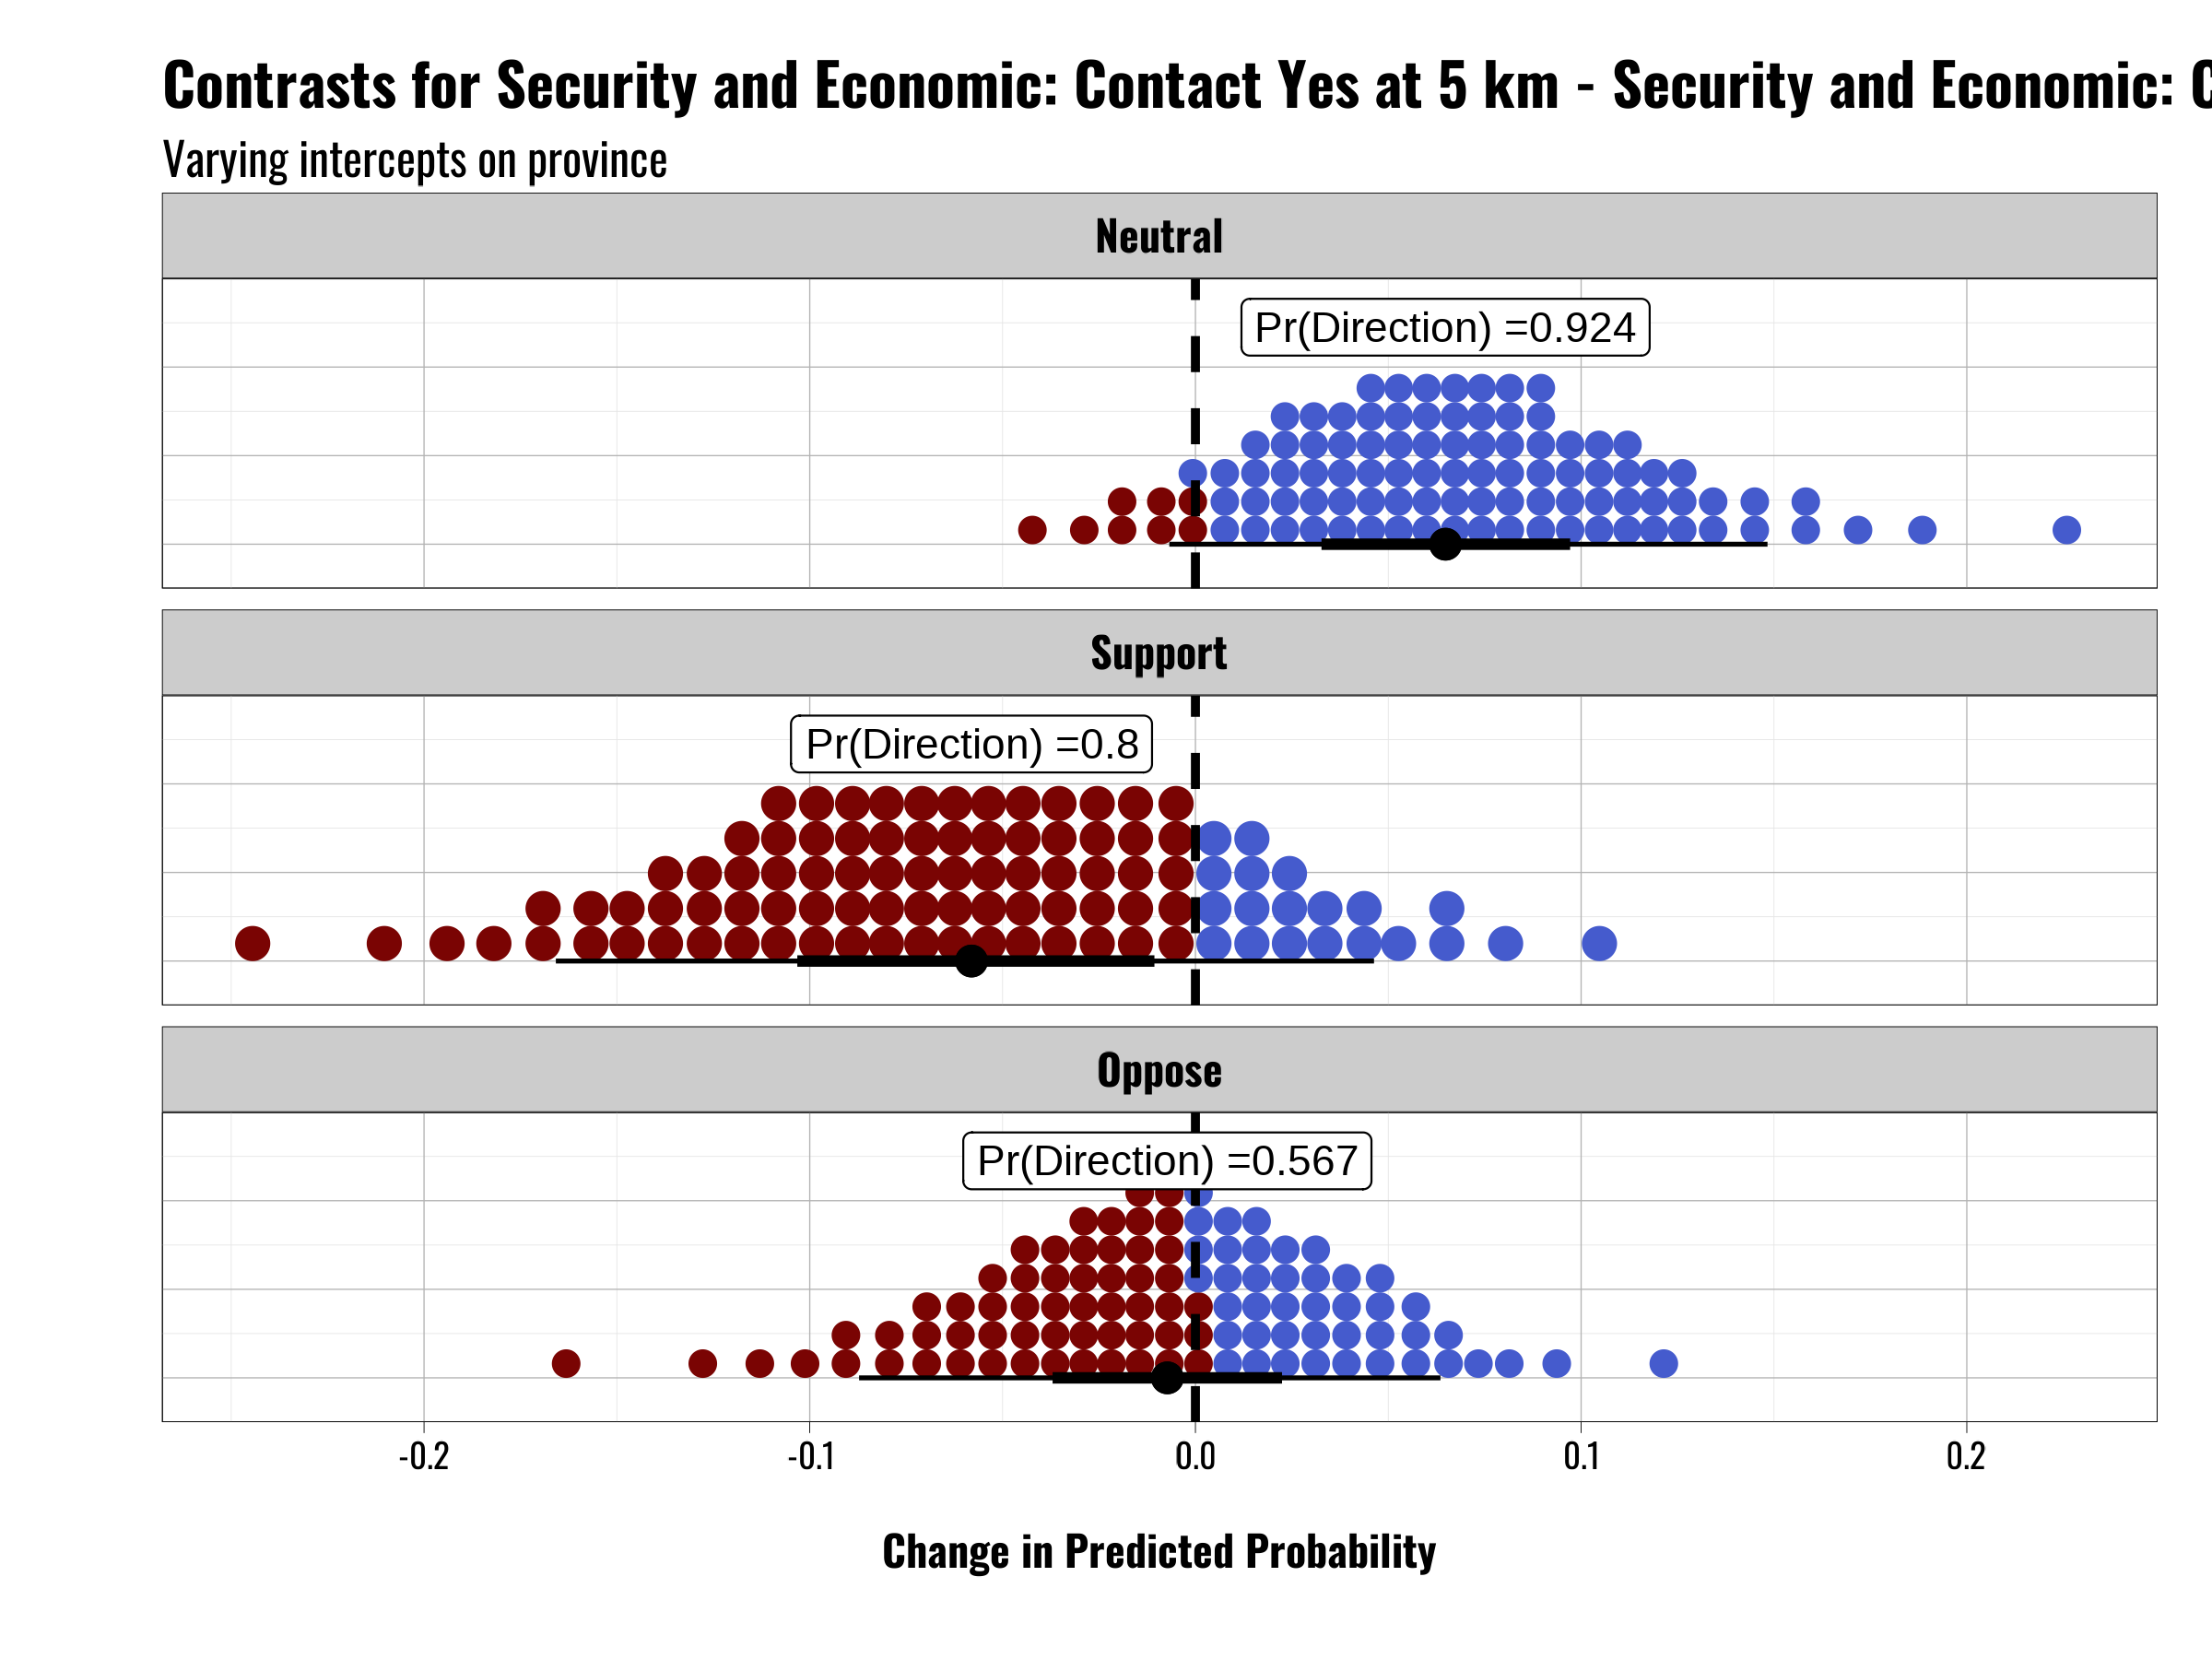 Contrasts for Security and Economic: Contact Yes at 5 km - Security and Economic:
Varying intercepts on province
Neutral
Pr(Direction) =0.924
Support
Pr(Direction) =0.8
Oppose
Pr(Direction) =0.567
-0.2 -0.1 0.0 0.1 0.2
Change in Predicted Probability